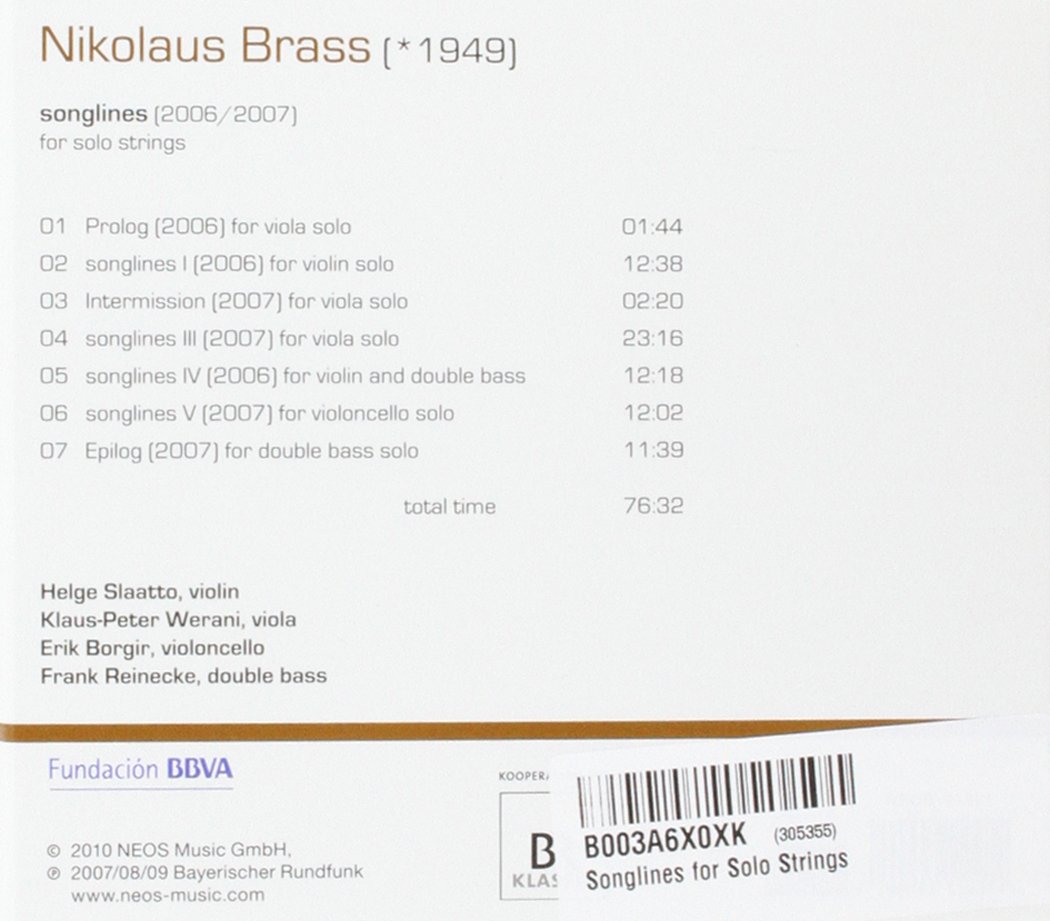 Nikolaus Brass (*1949)
songlines (2006/2007)
for solo strings
01 Prolog (2006) for viola solo 01:44
02 songlines I (2006) for violin solo 12:38
03 Intermission (2007) for viola solo 02:20
04 songlines III (2007) for viola solo 23:16
05 songlines IV (2006) for violin and double bass 12:18
06 songlines V (2007) for violoncello solo 12:02
07 Epilog (2007) for double bass solo 11:39
total time 76:32
Helge Slaatto, violin
Klaus-Peter Werani, viola
Erik Borgir, violoncello
Frank Reinecke, double bass
Fundación BBVA
© 2010 NEOS Music GmbH,
℗ 2007/08/09 Bayerischer Rundfunk
www.neos-music.com
KOOPERA
B
KLAS
B003A6X0XK (305355)
Songlines for Solo Strings